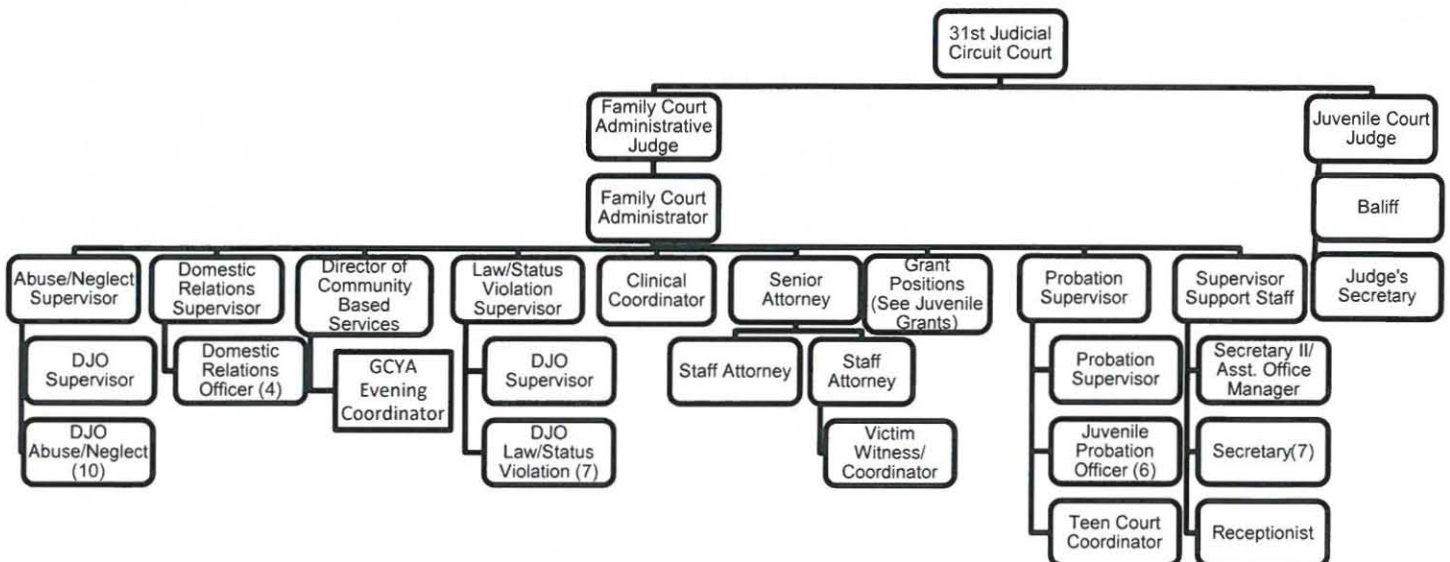 31st Judicial
Circuit Court
Family Court
Administrative
Judge
Juvenile Court
Judge
Family Court
Administrator
Baliff
Judge's
Secretary
Abuse/Neglect
Supervisor
Domestic
Relations
Supervisor
Director of
Community
Based
Services
Law/Status
Violation
Supervisor
Clinical
Coordinator
Senior
Attorney
Grant
Positions
(See Juvenile
Grants)
Probation
Supervisor
Supervisor
Support Staff
DJO
Supervisor
DJO
Abuse/Neglect
(10)
Domestic
Relations
Officer (4)
GCYA
Evening
Coordinator
DJO
Supervisor
DJO
Law/Status
Violation (7)
Staff Attorney
Staff
Attorney
Victim
Witness/
Coordinator
Probation
Supervisor
Juvenile
Probation
Officer (6)
Teen Court
Coordinator
Secretary II/
Asst. Office
Manager
Secretary(7)
Receptionist